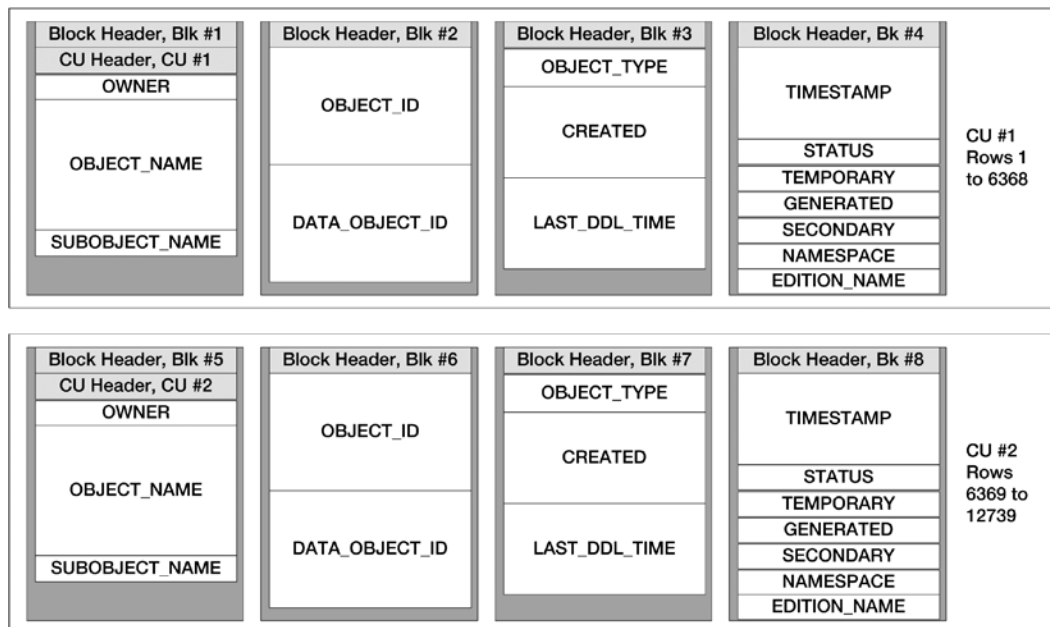 Block Header, Blk #1
CU Header, CU #1
OWNER
OBJECT_NAME
SUBOBJECT_NAME
Block Header, Blk #2
OBJECT_ID
DATA_OBJECT_ID
Block Header, Blk #3
OBJECT_TYPE
CREATED
LAST_DDL_TIME
Block Header, Bk #4
TIMESTAMP
STATUS
TEMPORARY
GENERATED
SECONDARY
NAMESPACE
EDITION_NAME
CU #1
Rows 1
to 6368
Block Header, Blk #5
CU Header, CU #2
OWNER
OBJECT_NAME
SUBOBJECT_NAME
Block Header, Blk #6
OBJECT_ID
DATA_OBJECT_ID
Block Header, Blk #7
OBJECT_TYPE
CREATED
LAST_DDL_TIME
Block Header, Bk #8
TIMESTAMP
STATUS
TEMPORARY
GENERATED
SECONDARY
NAMESPACE
EDITION_NAME
CU #2
Rows
6369 to
12739